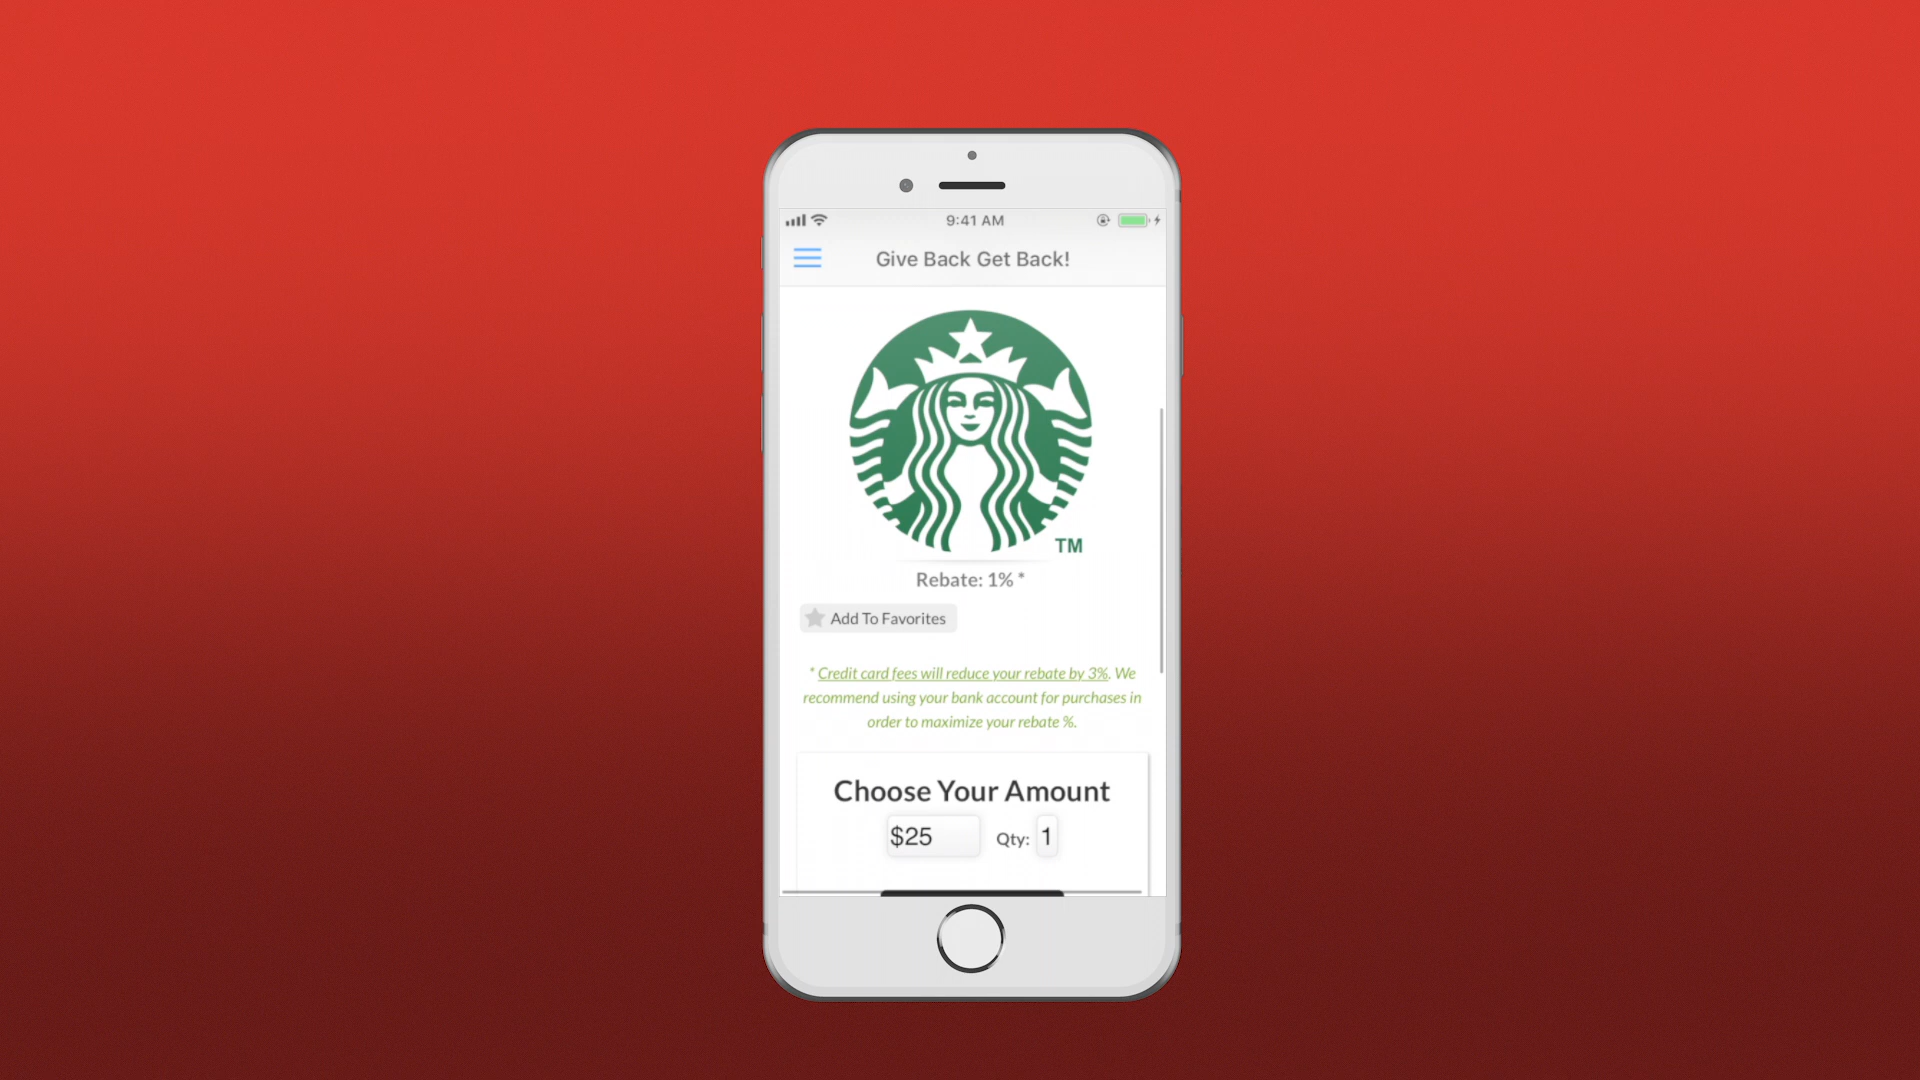 9:41 AM
Give Back Get Back!
TM
Rebate: 1% *
Add To Favorites
* Credit card fees will reduce your rebate by 3%. We
recommend using your bank account for purchases in
order to maximize your rebate %.
Choose Your Amount
$25 Qty: 1